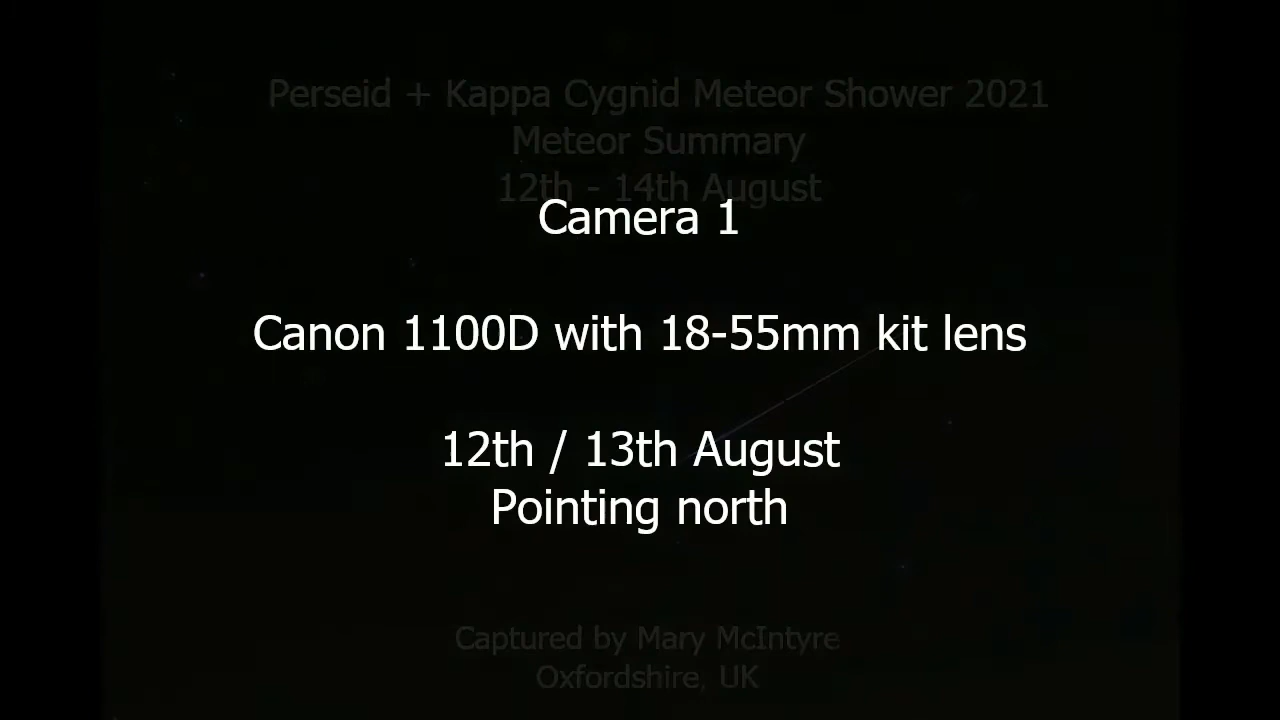 Perseid + Kappa Cygnid Meteor Shower 2021
Meteor Summary
12th - 14th August
Camera 1
Canon 1100D with 18-55mm kit lens
12th / 13th August
Pointing north
Captured by Mary McIntyre
Oxfordshire, UK